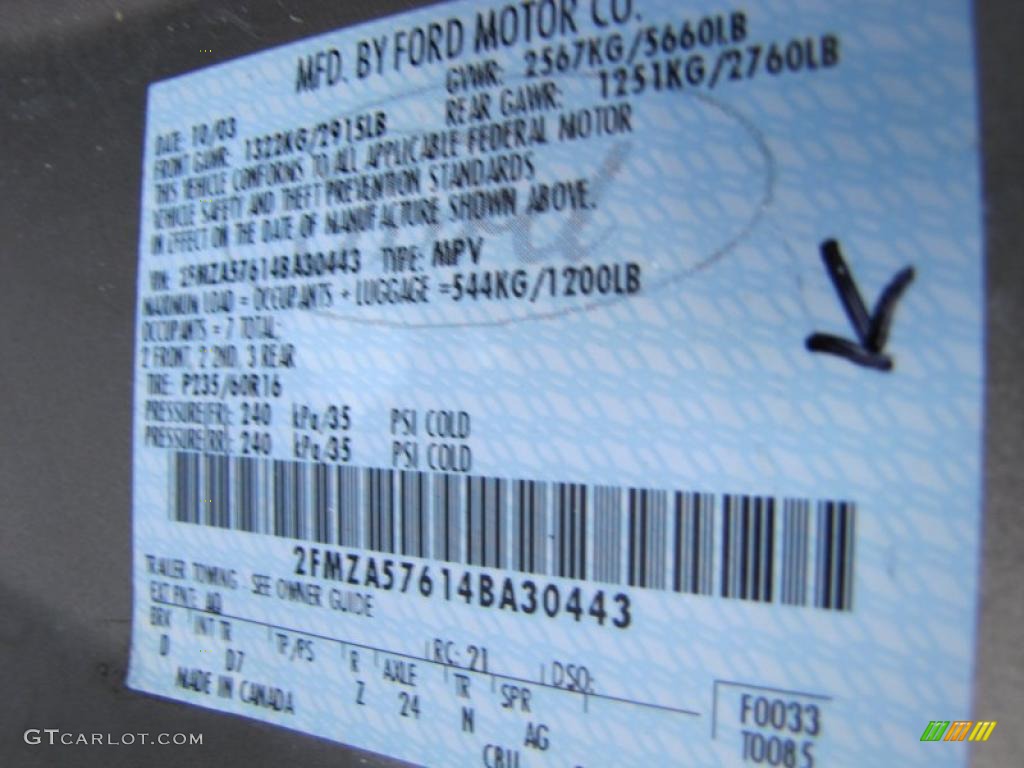 MFD. BY FORD MOTOR CO.
DATE: 10/03 GVWR: 2567KG/5660LB
FRONT GAWR: 1322KG/2915LB REAR GAWR: 1251KG/2760LB
THIS VEHICLE CONFORMS TO ALL APPLICABLE FEDERAL MOTOR
VEHICLE SAFETY AND THEFT PREVENTION STANDARDS
IN EFFECT ON THE DATE OF MANUFACTURE SHOWN ABOVE.
VIN: 2FMZA57614BA30443 TYPE: MPV
MAXIMUM LOAD = OCCUPANTS + LUGGAGE =544KG/1200LB
OCCUPANTS = 7 TOTAL:
2 FRONT, 2 2ND, 3 REAR
TIRE: P235/60R16
PRESSURE(FR): 240 kPa/35 PSI COLD
PRESSURE(RR): 240 kPa/35 PSI COLD
2FMZA57614BA30443
TRAILER TOWING - SEE OWNER GUIDE
EXT PNT: AQ RC: 21 DSO:
BRK INT TR TP/PS R AXLE TR SPR
D D7 Z 24 N AG
MADE IN CANADA CBU
F0033
T0085
GTCARLOT.COM